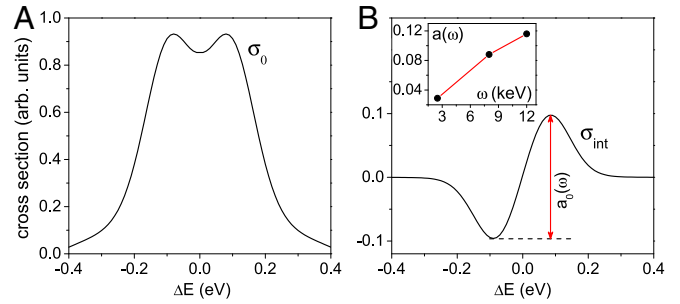 A
cross section (arb. units)
1.0
0.8
0.6
0.4
0.2
0.0
σ₀
-0.4 -0.2 0.0 0.2 0.4
ΔE (eV)
B
0.1
0.0
-0.1
0.12
0.08
0.04
a(ω)
ω (keV)
3 6 9 12
σint
a₀(ω)
-0.4 -0.2 0.0 0.2 0.4
ΔE (eV)